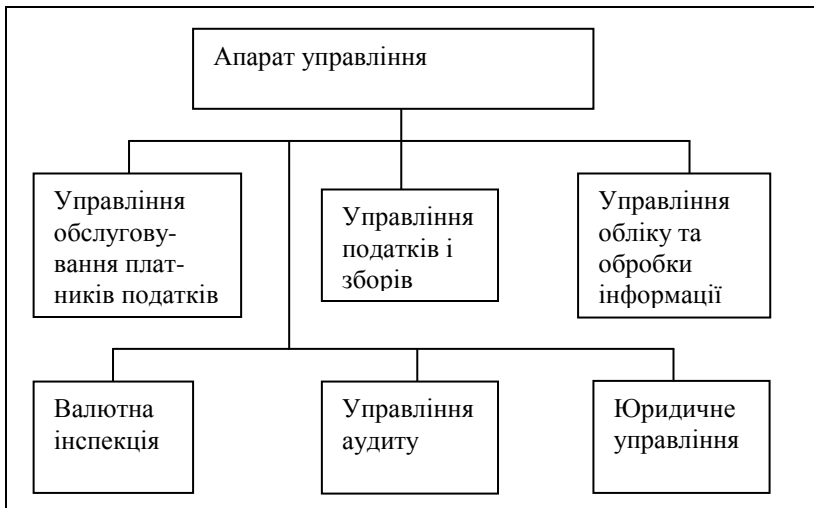 Апарат управління
Управління
обслугову-
вання плат-
ників податків
Управління
податків і
зборів
Управління
обліку та
обробки
інформації
Валютна
інспекція
Управління
аудиту
Юридичне
управління